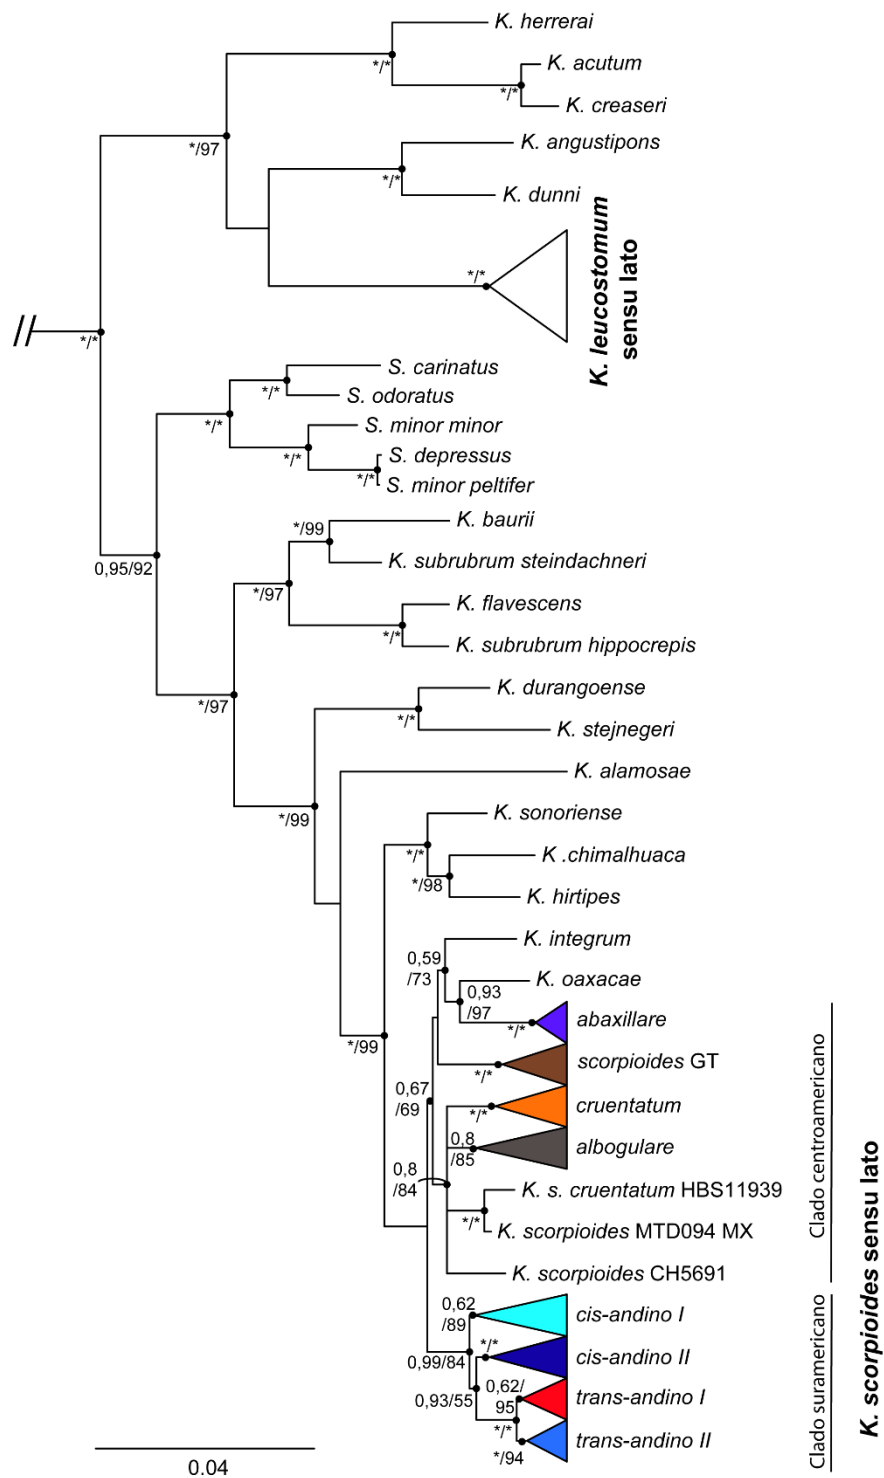 K. herrerai
*/*
K. acutum
*/*
K. creaseri
K. angustipons
*/97
*/*
K. dunni
K. leucostomum
sensu lato
*/*
*/*
S. carinatus
*/*
S. odoratus
*/*
S. minor minor
*/*
S. depressus
*/*
S. minor peltifer
K. baurii
*/99
K. subrubrum steindachneri
0,95/92
*/97
K. flavescens
*/*
K. subrubrum hippocrepis
K. durangoense
*/97
*/*
K. stejnegeri
K. alamosae
*/99
K. sonoriense
*/*
K .chimalhuaca
*/98
K. hirtipes
K. integrum
0,59
/73
K. oaxacae
0,93
/97
abaxillare
*/*
*/99
scorpioides GT
*/*
0,67
/69
cruentatum
*/*
0,8
/85
albogulare
0,8
/84
K. s. cruentatum HBS11939
*/*
K. scorpioides MTD094 MX
K. scorpioides CH5691
Clado centroamericano
K. scorpioides sensu lato
Clado suramericano
0,62
/89
cis-andino I
*/*
cis-andino II
0,99/84
0,62/
95
trans-andino I
0,93/55
*/*
trans-andino II
*/94
0.04